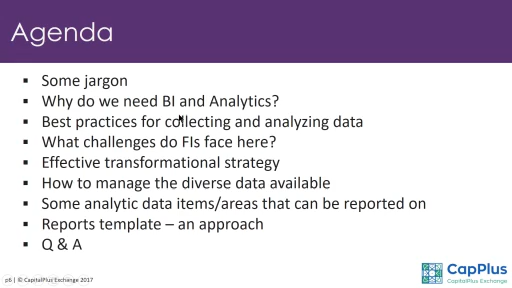 Agenda
Some jargon
Why do we need BI and Analytics?
Best practices for collecting and analyzing data
What challenges do FIs face here?
Effective transformational strategy
How to manage the diverse data available
Some analytic data items/areas that can be reported on
Reports template – an approach
Q & A
p6 | © CapitalPlus Exchange 2017
CapPlus
CapitalPlus Exchange